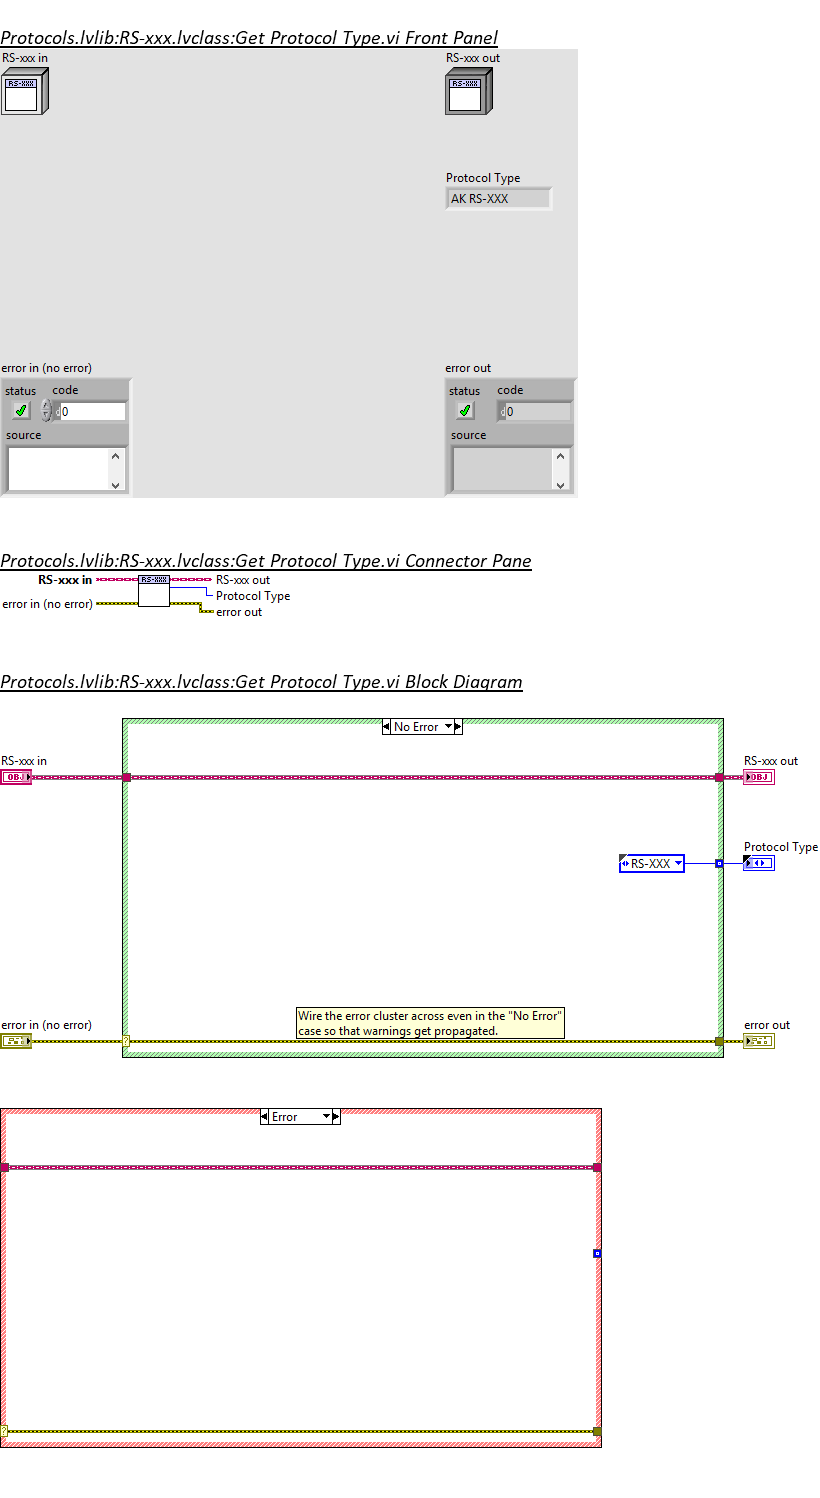 Protocols.lvlib:RS-xxx.lvclass:Get Protocol Type.vi Front Panel
RS-xxx in
RS-xxx out
RS-XXX
RS-XXX
Protocol Type
AK RS-XXX
error in (no error)
error out
status
code
status
code
d
0
d
0
source
source
Protocols.lvlib:RS-xxx.lvclass:Get Protocol Type.vi Connector Pane
RS-xxx in
RS-XXX
RS-xxx out
Protocol Type
error in (no error)
error out
Protocols.lvlib:RS-xxx.lvclass:Get Protocol Type.vi Block Diagram
No Error
RS-xxx in
RS-xxx out
OBJ
OBJ
Protocol Type
RS-XXX
Wire the error cluster across even in the "No Error"
case so that warnings get propagated.
error in (no error)
error out
?
Error
?